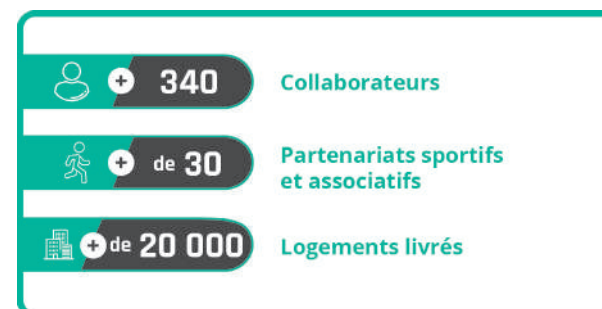 + 340 Collaborateurs
+ de 30 Partenariats sportifs
et associatifs
+ de 20 000 Logements livrés